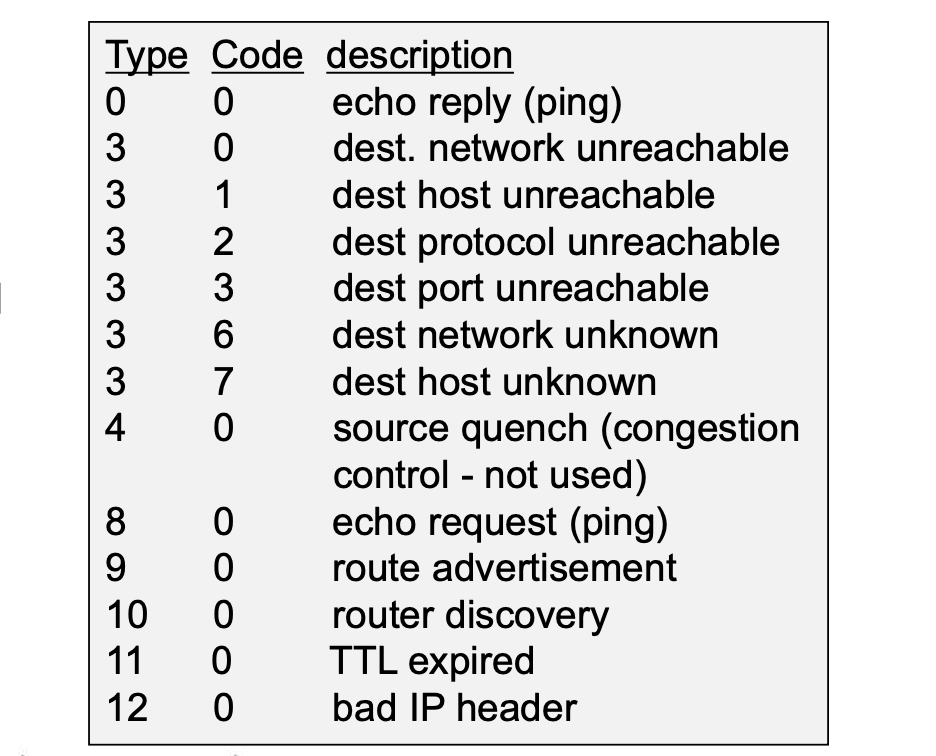 Type Code description
0 0 echo reply (ping)
3 0 dest. network unreachable
3 1 dest host unreachable
3 2 dest protocol unreachable
3 3 dest port unreachable
3 6 dest network unknown
3 7 dest host unknown
4 0 source quench (congestion
control - not used)
8 0 echo request (ping)
9 0 route advertisement
10 0 router discovery
11 0 TTL expired
12 0 bad IP header